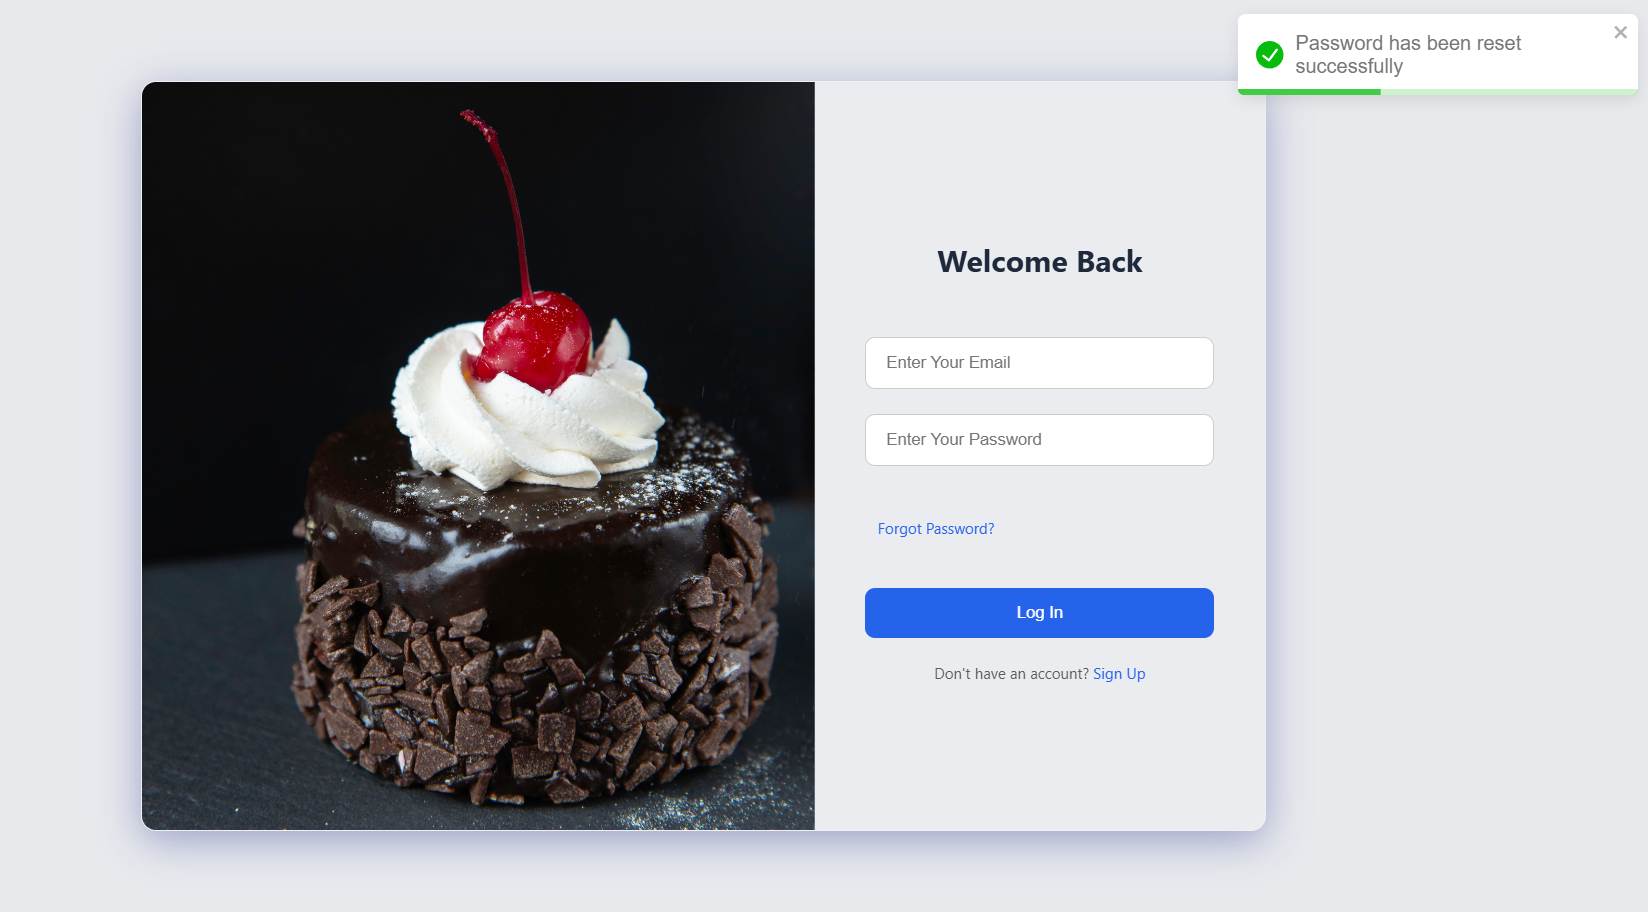 Password has been reset
successfully
Welcome Back
Enter Your Email
Enter Your Password
Forgot Password?
Log In
Don't have an account? Sign Up